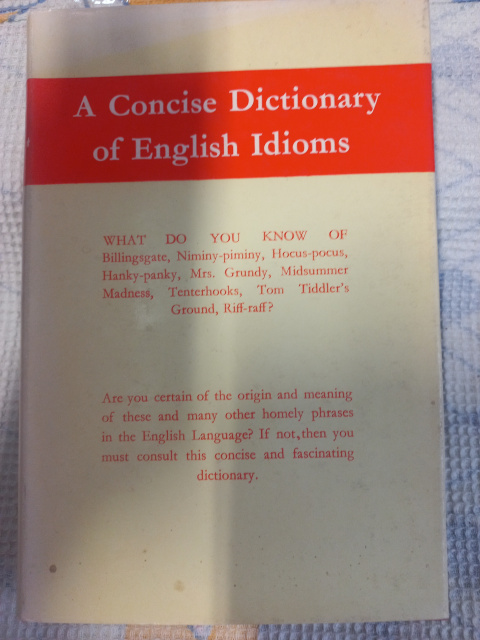 A Concise Dictionary
of English Idioms
WHAT DO YOU KNOW OF
Billingsgate, Niminy-piminy, Hocus-pocus,
Hanky-panky, Mrs. Grundy, Midsummer
Madness, Tenterhooks, Tom Tiddler's
Ground, Riff-raff?
Are you certain of the origin and meaning
of these and many other homely phrases
in the English Language? If not, then you
must consult this concise and fascinating
dictionary.